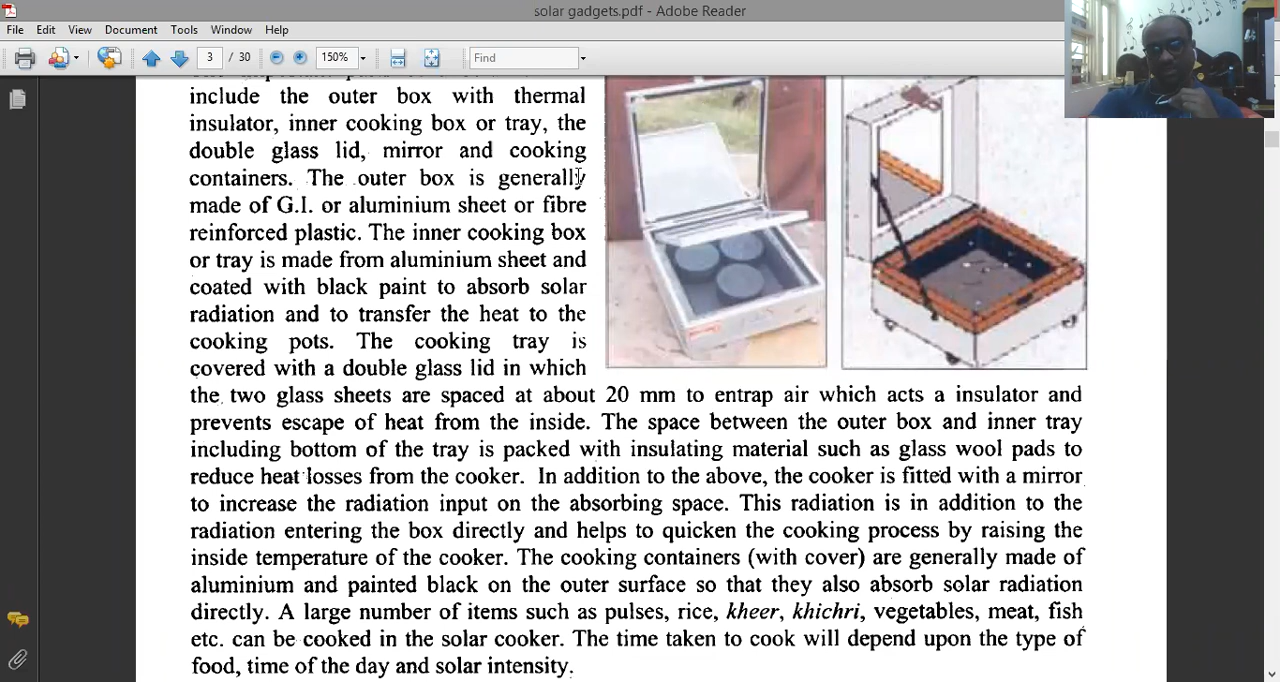 solar gadgets.pdf - Adobe Reader
File Edit View Document Tools Window Help
3 / 30 150% Find
include the outer box with thermal
insulator, inner cooking box or tray, the
double glass lid, mirror and cooking
containers. The outer box is generally
made of G.I. or aluminium sheet or fibre
reinforced plastic. The inner cooking box
or tray is made from aluminium sheet and
coated with black paint to absorb solar
radiation and to transfer the heat to the
cooking pots. The cooking tray is
covered with a double glass lid in which
the two glass sheets are spaced at about 20 mm to entrap air which acts a insulator and
prevents escape of heat from the inside. The space between the outer box and inner tray
including bottom of the tray is packed with insulating material such as glass wool pads to
reduce heat losses from the cooker. In addition to the above, the cooker is fitted with a mirror
to increase the radiation input on the absorbing space. This radiation is in addition to the
radiation entering the box directly and helps to quicken the cooking process by raising the
inside temperature of the cooker. The cooking containers (with cover) are generally made of
aluminium and painted black on the outer surface so that they also absorb solar radiation
directly. A large number of items such as pulses, rice, kheer, khichri, vegetables, meat, fish
etc. can be cooked in the solar cooker. The time taken to cook will depend upon the type of
food, time of the day and solar intensity.